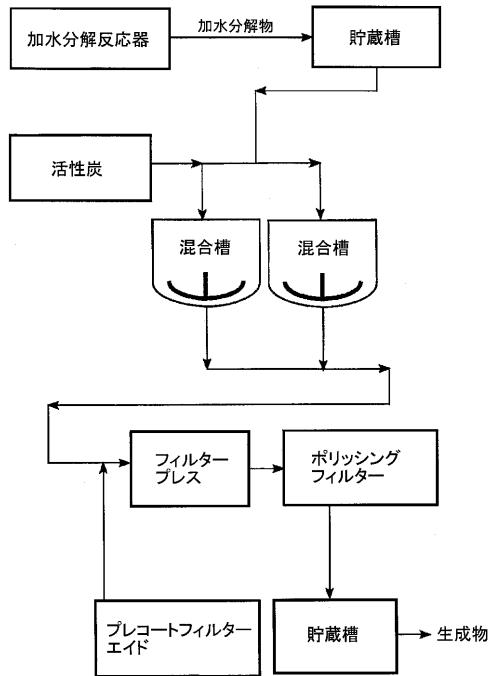 加水分解反応器
加水分解物
貯蔵槽
活性炭
混合槽
混合槽
フィルター
プレス
ポリッシング
フィルター
プレコートフィルター
エイド
貯蔵槽
生成物